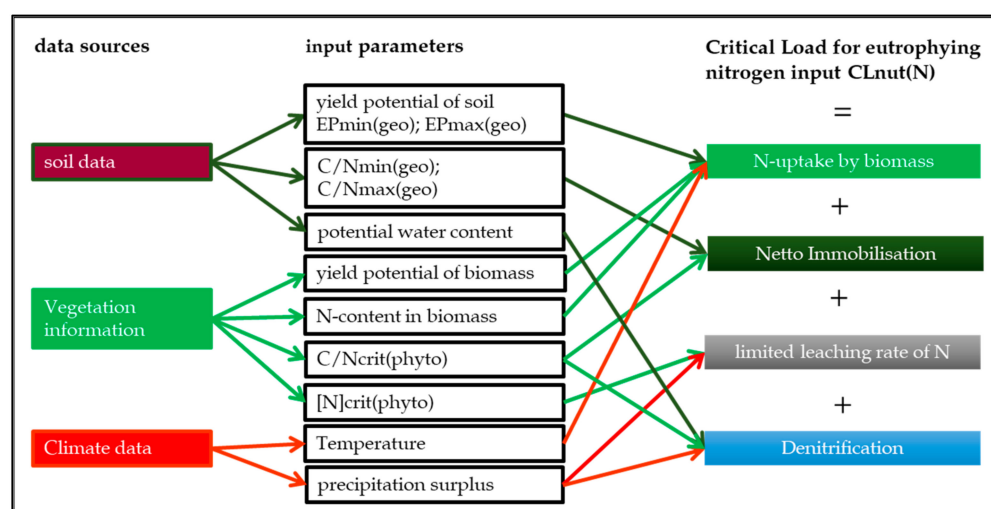 data sources
input parameters
Critical Load for eutrophying
nitrogen input CLnut(N)
=
soil data
yield potential of soil
EPmin(geo); EPmax(geo)
C/Nmin(geo);
C/Nmax(geo)
potential water content
N-uptake by biomass
+
Netto Immobilisation
+
Vegetation
information
yield potential of biomass
N-content in biomass
C/Ncrit(phyto)
[N]crit(phyto)
limited leaching rate of N
+
Climate data
Temperature
precipitation surplus
Denitrification